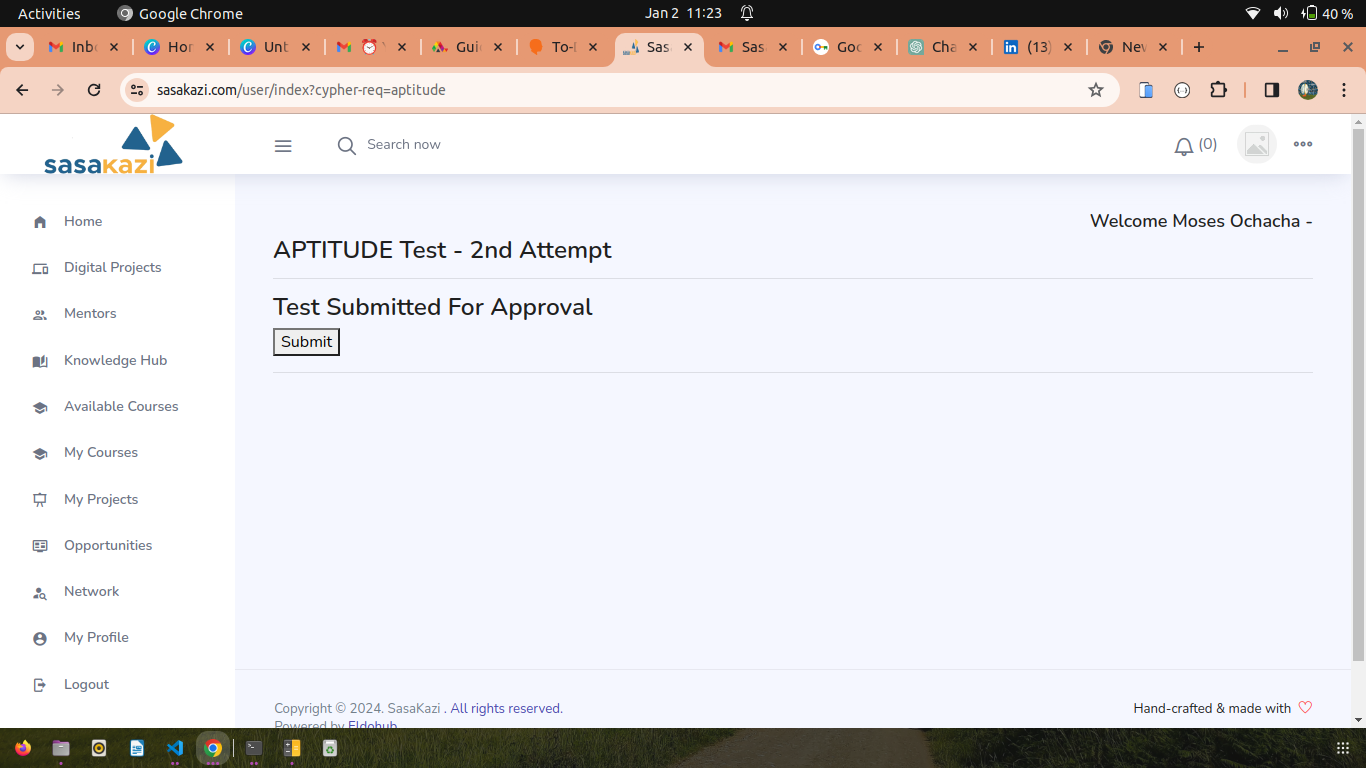 Activities Google Chrome Jan 2 11:23 40 %
Inbo Hor Unt Y Gui To-D Sasa Sas Goo Cha (13) New
sasakazi.com/user/index?cypher-req=aptitude
sasakazi Search now (0)
Welcome Moses Ochacha -
Home
Digital Projects
Mentors
Knowledge Hub
Available Courses
My Courses
My Projects
Opportunities
Network
My Profile
Logout
APTITUDE Test - 2nd Attempt
Test Submitted For Approval
Submit
Copyright © 2024. SasaKazi . All rights reserved. Hand-crafted & made with ♡
Powered by Eldohub